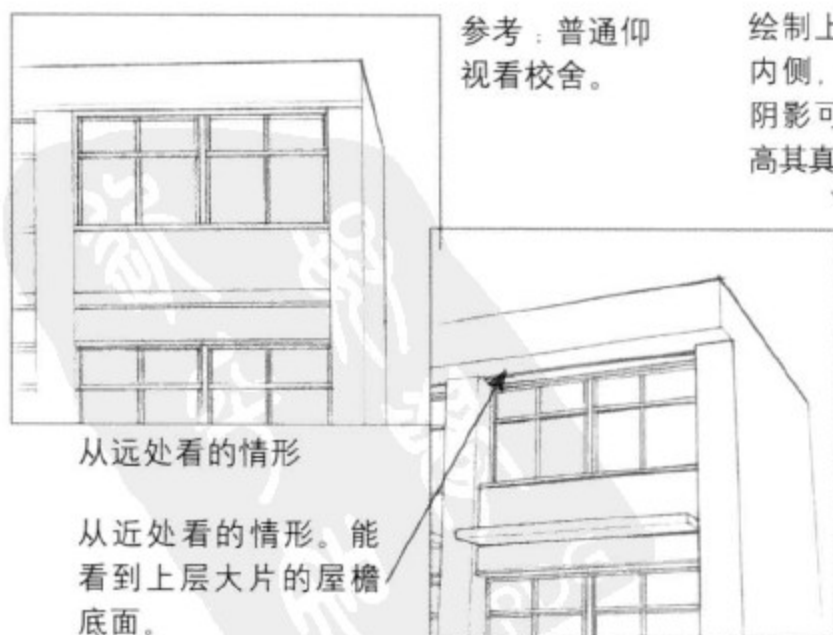 参考：普通仰
视看校舍。
绘制上
内侧，
阴影可
高其真
从远处看的情形
从近处看的情形。能
看到上层大片的屋檐
底面。